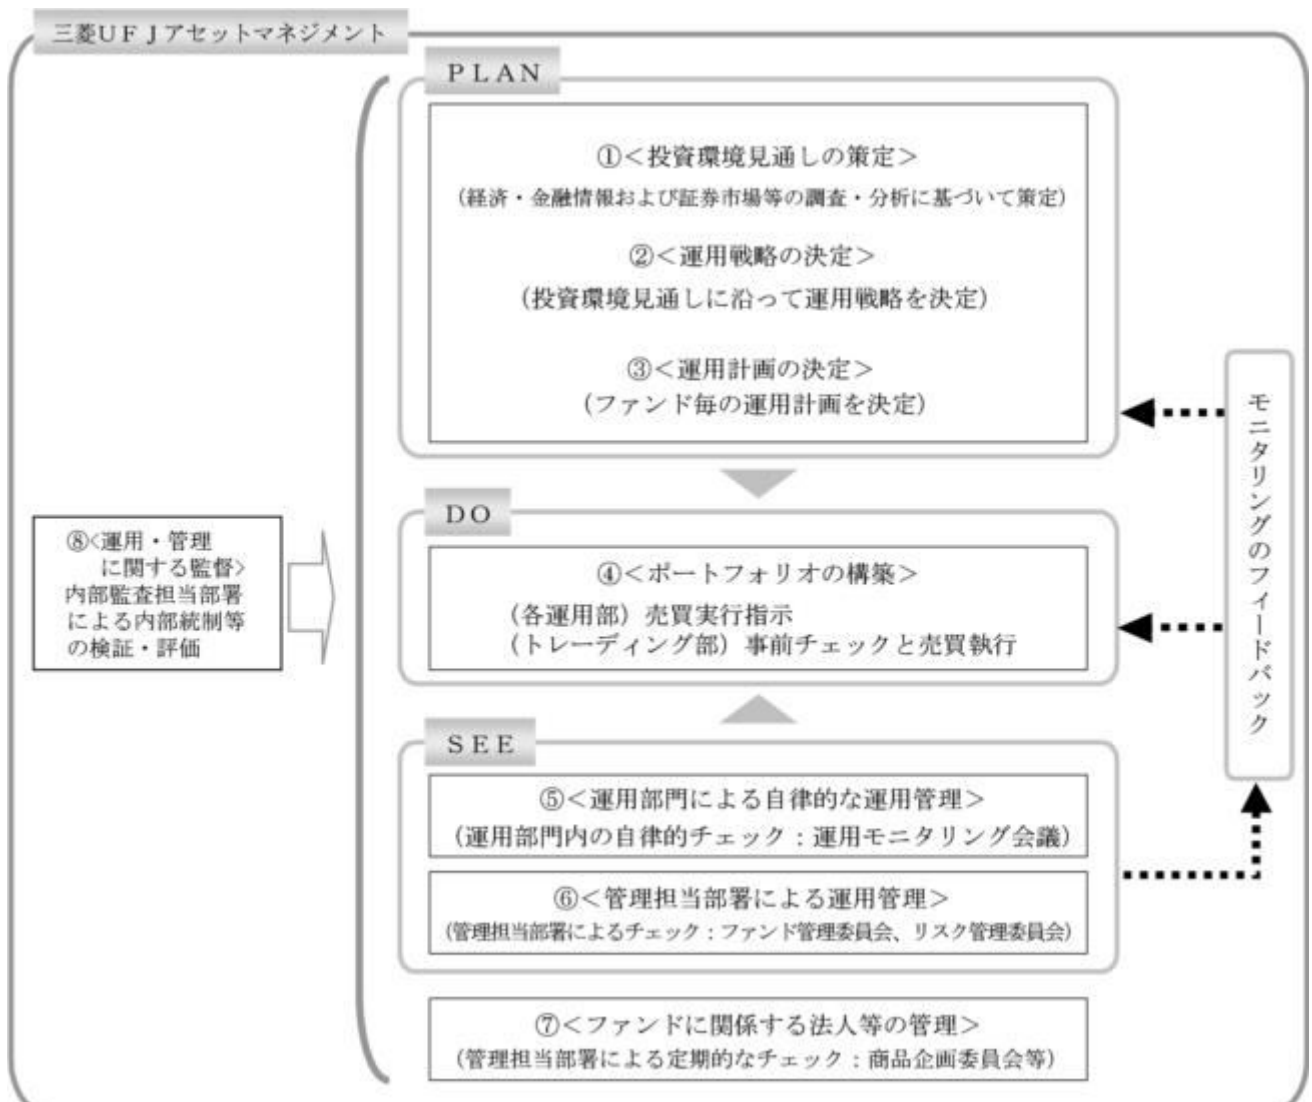 三菱UFJアセットマネジメント
PLAN
①<投資環境見通しの策定>
(経済・金融情報および証券市場等の調査・分析に基づいて策定)
②<運用戦略の決定>
(投資環境見通しに沿って運用戦略を決定)
③<運用計画の決定>
(ファンド毎の運用計画を決定)
DO
④<ポートフォリオの構築>
(各運用部)売買実行指示
(トレーディング部)事前チェックと売買執行
SEE
⑤<運用部門による自律的な運用管理>
(運用部門内の自律的チェック:運用モニタリング会議)
⑥<管理担当部署による運用管理>
(管理担当部署によるチェック:ファンド管理委員会、リスク管理委員会)
⑦<ファンドに関係する法人等の管理>
(管理担当部署による定期的なチェック:商品企画委員会等)
⑧<運用・管理
に関する監督>
内部監査担当部署
による内部統制等
の検証・評価
モニタリングのフィードバック